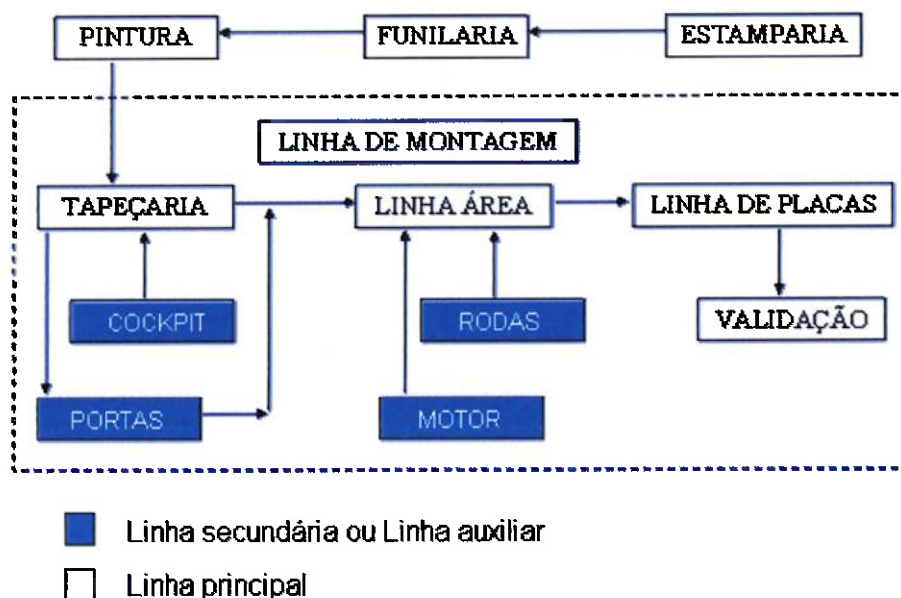 PINTURA
FUNILARIA
ESTAMPARIA
LINHA DE MONTAGEM
TAPEÇARIA
LINHA ÁREA
LINHA DE PLACAS
COCKPIT
RODAS
VALIDAÇÃO
PORTAS
MOTOR
Linha secundária ou Linha auxiliar
Linha principal